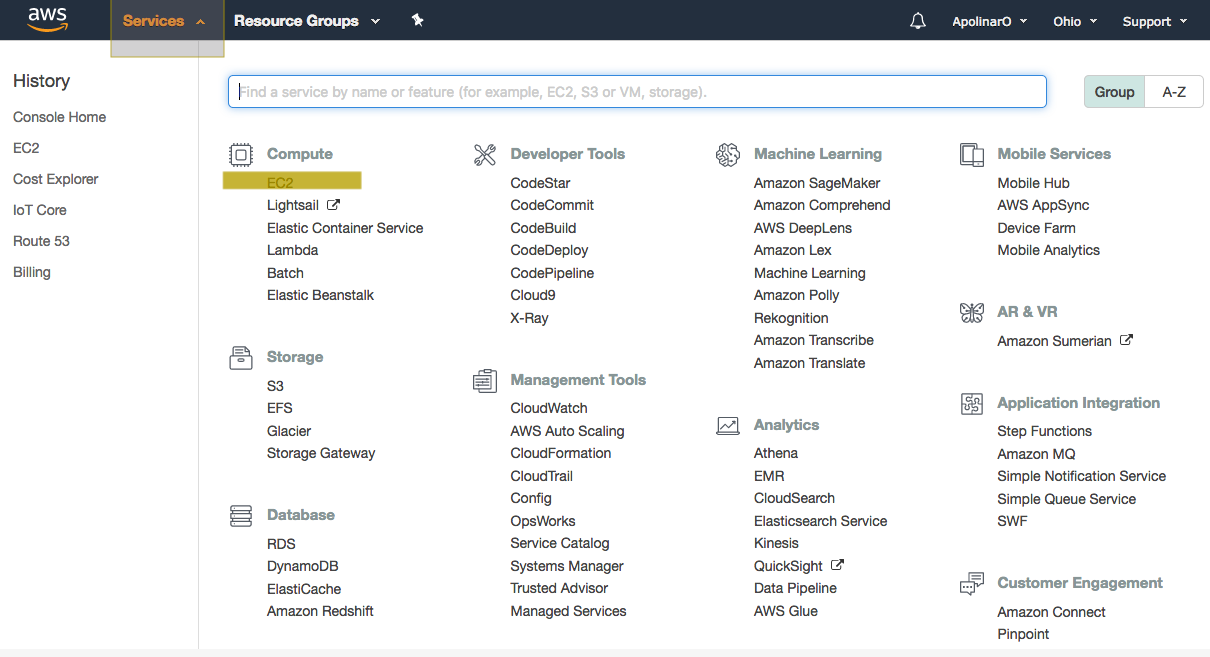 aws
Services
Resource Groups
ApolinarO
Ohio
Support
History
Console Home
EC2
Cost Explorer
IoT Core
Route 53
Billing
Find a service by name or feature (for example, EC2, S3 or VM, storage).
Group
A-Z
Compute
EC2
Lightsail
Elastic Container Service
Lambda
Batch
Elastic Beanstalk
Storage
S3
EFS
Glacier
Storage Gateway
Database
RDS
DynamoDB
ElastiCache
Amazon Redshift
Developer Tools
CodeStar
CodeCommit
CodeBuild
CodeDeploy
CodePipeline
Cloud9
X-Ray
Management Tools
CloudWatch
AWS Auto Scaling
CloudFormation
CloudTrail
Config
OpsWorks
Service Catalog
Systems Manager
Trusted Advisor
Managed Services
Machine Learning
Amazon SageMaker
Amazon Comprehend
AWS DeepLens
Amazon Lex
Machine Learning
Amazon Polly
Rekognition
Amazon Transcribe
Amazon Translate
Analytics
Athena
EMR
CloudSearch
Elasticsearch Service
Kinesis
QuickSight
Data Pipeline
AWS Glue
Mobile Services
Mobile Hub
AWS AppSync
Device Farm
Mobile Analytics
AR & VR
Amazon Sumerian
Application Integration
Step Functions
Amazon MQ
Simple Notification Service
Simple Queue Service
SWF
Customer Engagement
Amazon Connect
Pinpoint